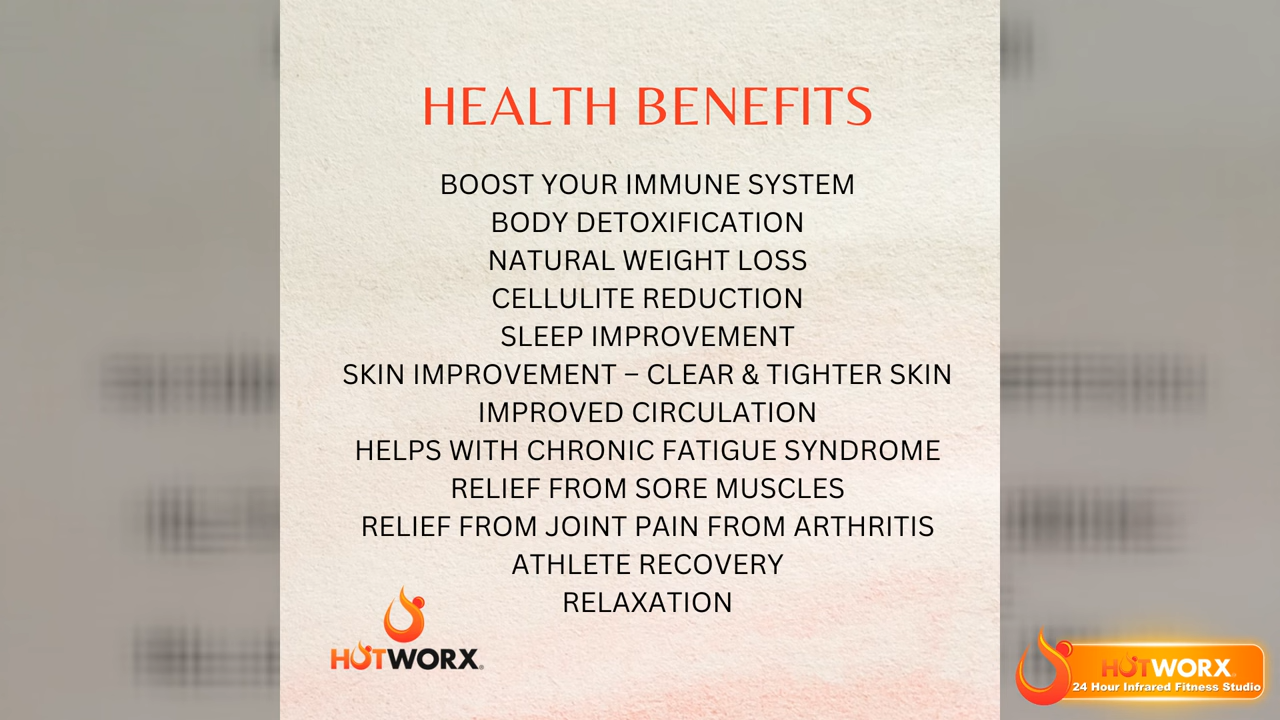 HEALTH BENEFITS
BOOST YOUR IMMUNE SYSTEM
BODY DETOXIFICATION
NATURAL WEIGHT LOSS
CELLULITE REDUCTION
SLEEP IMPROVEMENT
SKIN IMPROVEMENT – CLEAR & TIGHTER SKIN
IMPROVED CIRCULATION
HELPS WITH CHRONIC FATIGUE SYNDROME
RELIEF FROM SORE MUSCLES
RELIEF FROM JOINT PAIN FROM ARTHRITIS
ATHLETE RECOVERY
RELAXATION
HOTWORX®
HOTWORX
24 Hour Infrared Fitness Studio